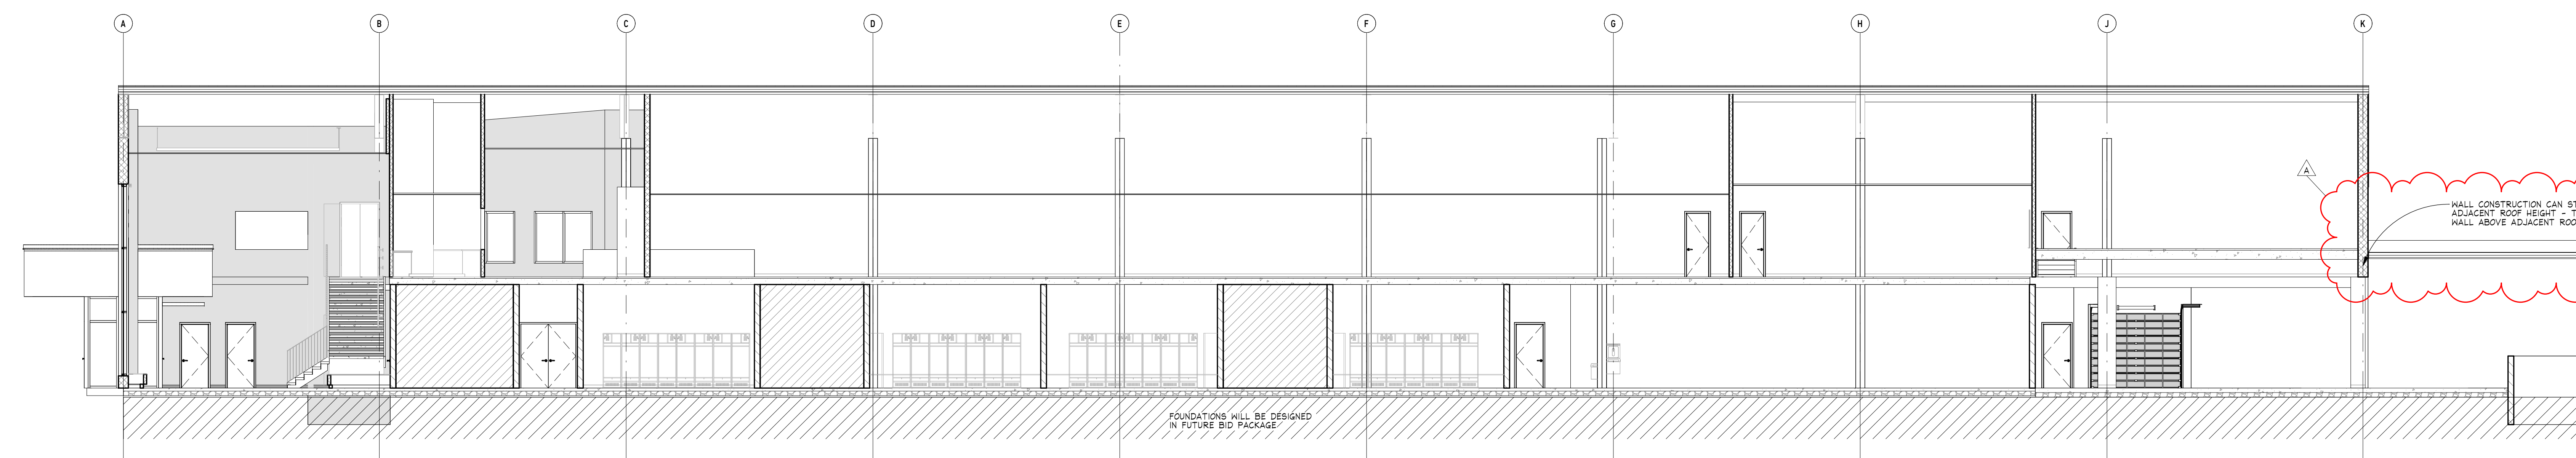 A B C D E F G H J K
A
WALL CONSTRUCTION CAN
ADJACENT ROOF HEIGHT -
WALL ABOVE ADJACENT
FOUNDATIONS WILL BE DESIGNED
IN FUTURE BID PACKAGE